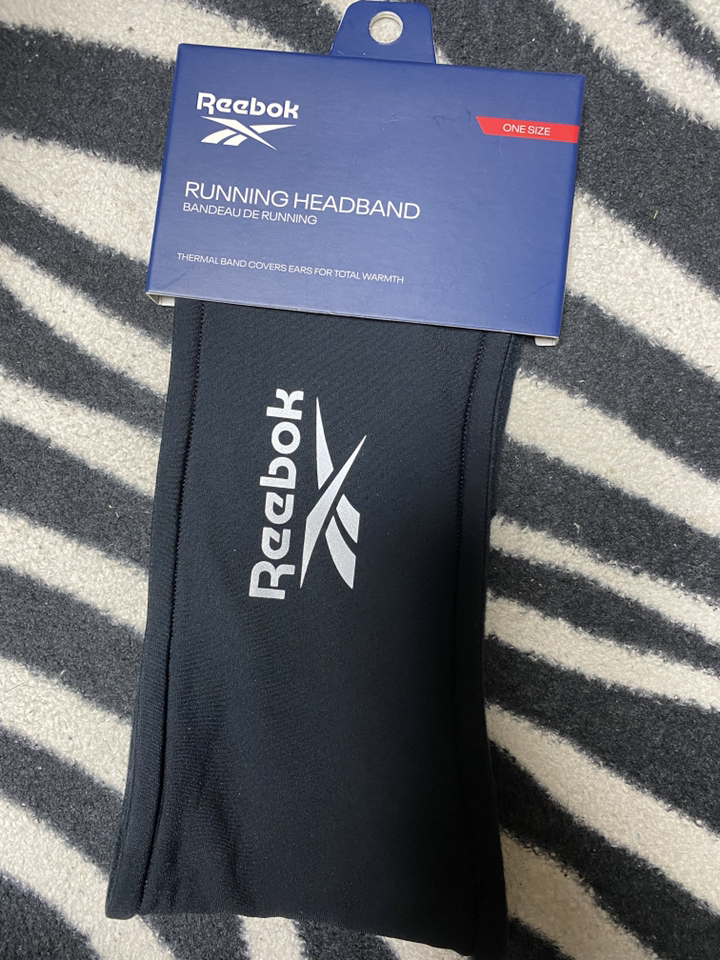 Reebok
ONE SIZE
RUNNING HEADBAND
BANDEAU DE RUNNING
THERMAL BAND COVERS EARS FOR TOTAL WARMTH
Reebok